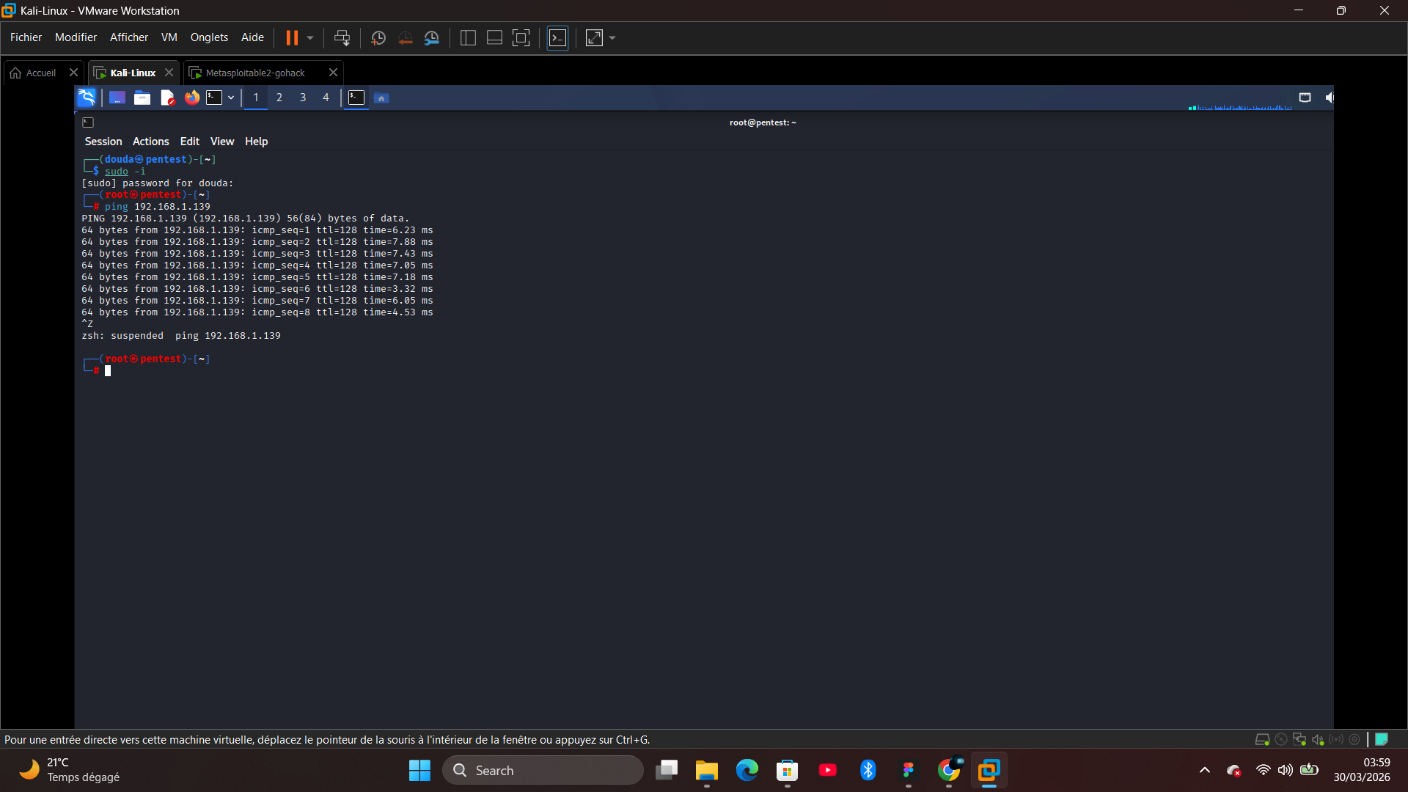 Kali-Linux - VMware Workstation
Fichier Modifier Afficher VM Onglets Aide
Accueil Kali-Linux Metasploitable2-gohack
1 2 3 4
root@pentest: ~
Session Actions Edit View Help
┌──(douda㉿pentest)-[~]
└─$ sudo -i
[sudo] password for douda:
┌──(root㉿pentest)-[~]
└─# ping 192.168.1.139
PING 192.168.1.139 (192.168.1.139) 56(84) bytes of data.
64 bytes from 192.168.1.139: icmp_seq=1 ttl=128 time=6.23 ms
64 bytes from 192.168.1.139: icmp_seq=2 ttl=128 time=7.88 ms
64 bytes from 192.168.1.139: icmp_seq=3 ttl=128 time=7.43 ms
64 bytes from 192.168.1.139: icmp_seq=4 ttl=128 time=7.05 ms
64 bytes from 192.168.1.139: icmp_seq=5 ttl=128 time=7.18 ms
64 bytes from 192.168.1.139: icmp_seq=6 ttl=128 time=3.32 ms
64 bytes from 192.168.1.139: icmp_seq=7 ttl=128 time=6.05 ms
64 bytes from 192.168.1.139: icmp_seq=8 ttl=128 time=4.53 ms
^Z
zsh: suspended  ping 192.168.1.139
┌──(root㉿pentest)-[~]
└─#
Pour une entrée directe vers cette machine virtuelle, déplacez le pointeur de la souris à l'intérieur de la fenêtre ou appuyez sur Ctrl+G.
21°C
Temps dégagé
Search
03:59
30/03/2026